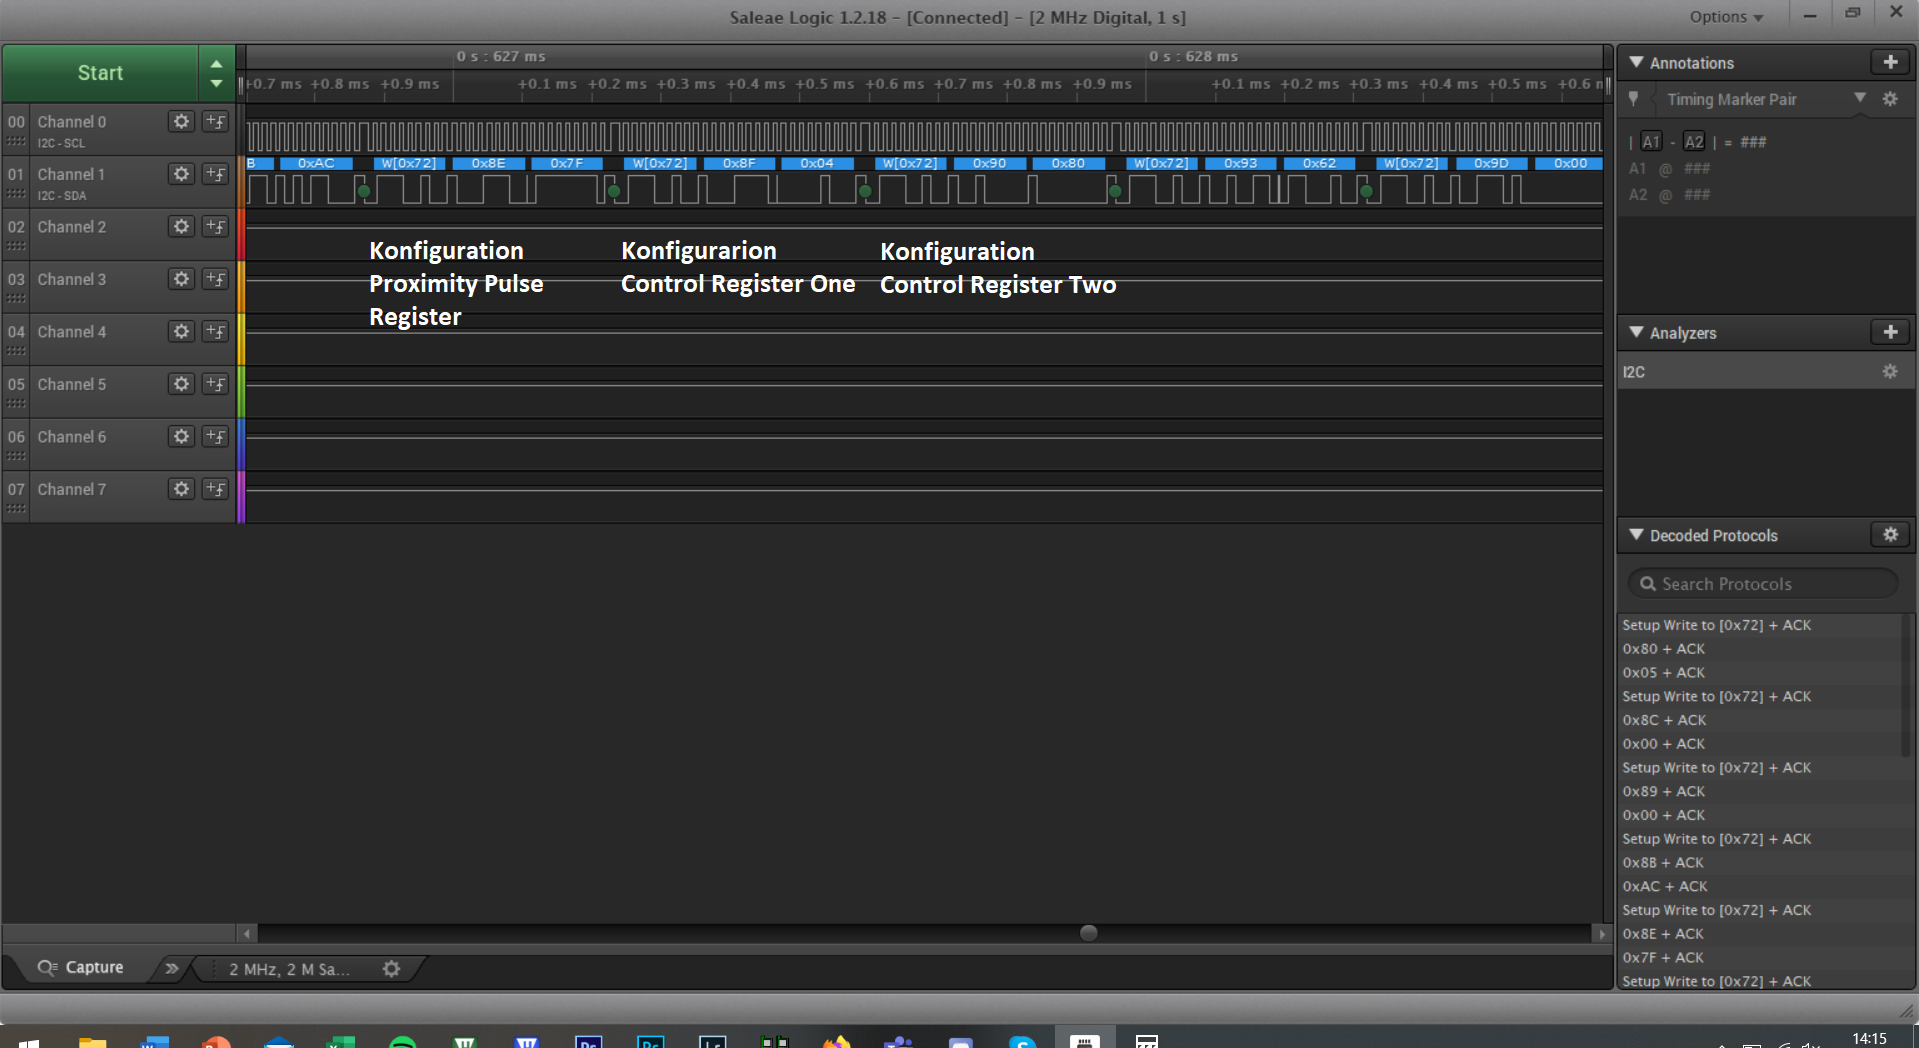 Saleae Logic 1.2.18 - [Connected] - [2 MHz Digital, 1 s]
Options
Start
0 s : 627 ms
0 s : 628 ms
+0.7 ms +0.8 ms +0.9 ms +0.1 ms +0.2 ms +0.3 ms +0.4 ms +0.5 ms +0.6 ms +0.7 ms +0.8 ms +0.9 ms +0.1 ms +0.2 ms +0.3 ms +0.4 ms +0.5 ms +0.6 m
00 Channel 0
I2C - SCL
01 Channel 1
I2C - SDA
B 0xAC W[0x72] 0x8E 0x7F W[0x72] 0x8F 0x04 W[0x72] 0x90 0x80 W[0x72] 0x93 0x62 W[0x72] 0x9D 0x00
02 Channel 2
03 Channel 3
04 Channel 4
05 Channel 5
06 Channel 6
07 Channel 7
Konfiguration
Proximity Pulse
Register
Konfigurarion
Control Register One
Konfiguration
Control Register Two
Annotations
Timing Marker Pair
| A1 - A2 | = ###
A1 @ ###
A2 @ ###
Analyzers
I2C
Decoded Protocols
Search Protocols
Setup Write to [0x72] + ACK
0x80 + ACK
0x05 + ACK
Setup Write to [0x72] + ACK
0x8C + ACK
0x00 + ACK
Setup Write to [0x72] + ACK
0x89 + ACK
0x00 + ACK
Setup Write to [0x72] + ACK
0x8B + ACK
0xAC + ACK
Setup Write to [0x72] + ACK
0x8E + ACK
0x7F + ACK
Setup Write to [0x72] + ACK
Capture
2 MHz, 2 M Sa...
14:15